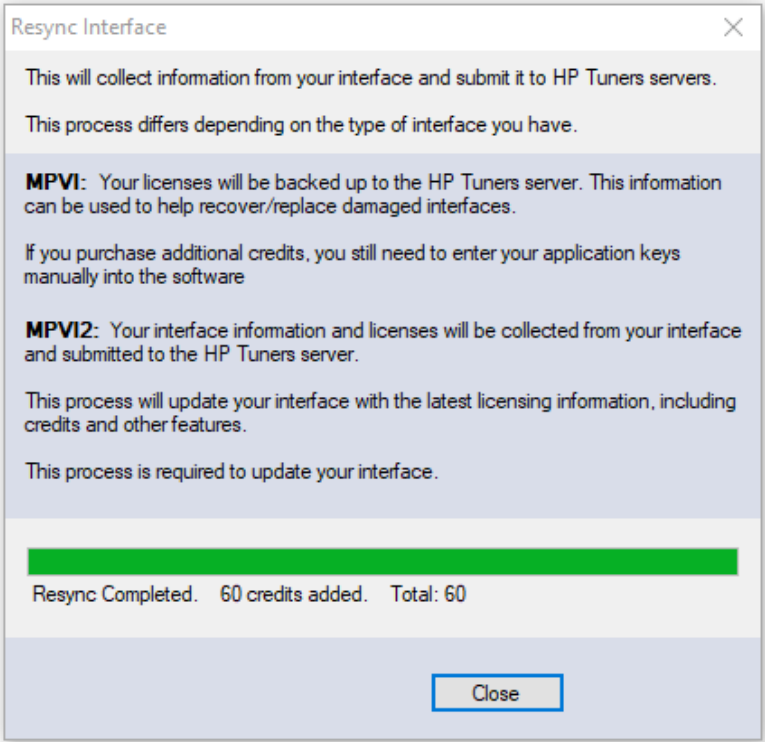 Resync Interface
This will collect information from your interface and submit it to HP Tuners servers.
This process differs depending on the type of interface you have.
MPVI: Your licenses will be backed up to the HP Tuners server. This information
can be used to help recover/replace damaged interfaces.
If you purchase additional credits, you still need to enter your application keys
manually into the software
MPVI2: Your interface information and licenses will be collected from your interface
and submitted to the HP Tuners server.
This process will update your interface with the latest licensing information, including
credits and other features.
This process is required to update your interface.
Resync Completed. 60 credits added. Total: 60
Close